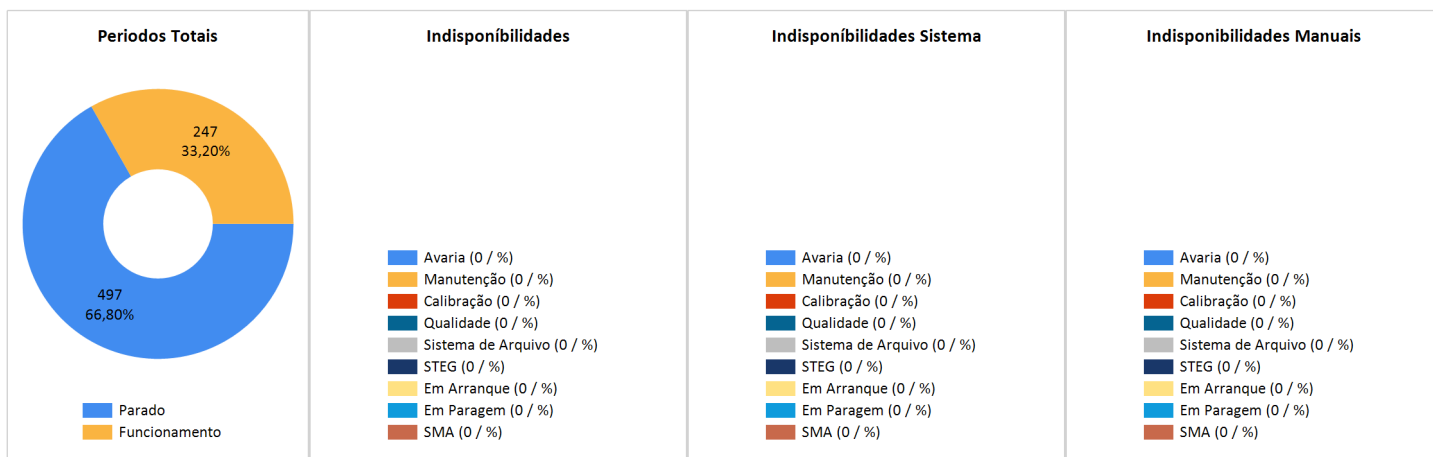 Periodos Totais
247
33,20%
497
66,80%
Parado
Funcionamento
Indisponíbilidades
Avaria (0 / %)
Manutenção (0 / %)
Calibração (0 / %)
Qualidade (0 / %)
Sistema de Arquivo (0 / %)
STEG (0 / %)
Em Arranque (0 / %)
Em Paragem (0 / %)
SMA (0 / %)
Indisponíbilidades Sistema
Avaria (0 / %)
Manutenção (0 / %)
Calibração (0 / %)
Qualidade (0 / %)
Sistema de Arquivo (0 / %)
STEG (0 / %)
Em Arranque (0 / %)
Em Paragem (0 / %)
SMA (0 / %)
Indisponibilidades Manuais
Avaria (0 / %)
Manutenção (0 / %)
Calibração (0 / %)
Qualidade (0 / %)
Sistema de Arquivo (0 / %)
STEG (0 / %)
Em Arranque (0 / %)
Em Paragem (0 / %)
SMA (0 / %)